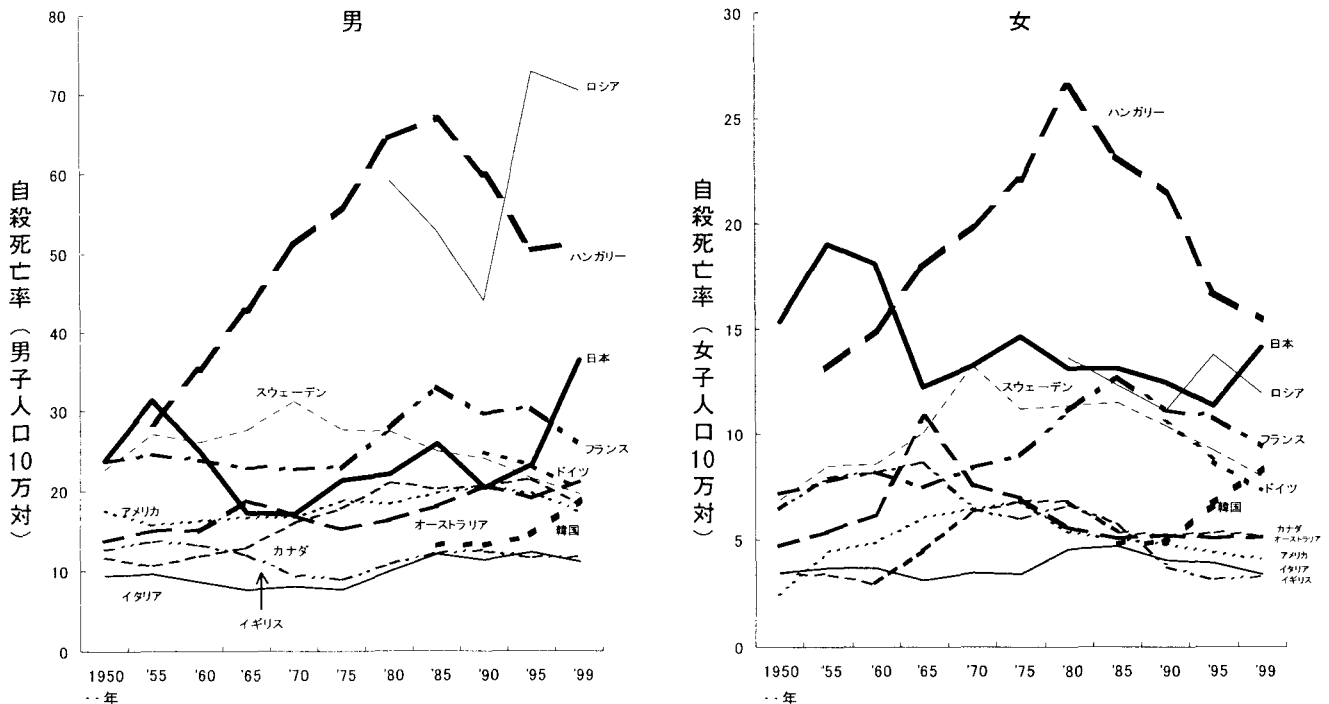 男
自殺死亡率（男子人口10万対）
80
70
60
50
40
30
20
10
0
ロシア
ハンガリー
日本
スウェーデン
フランス
ドイツ
アメリカ
オーストラリア
韓国
カナダ
イタリア
イギリス
1950 '55 '60 '65 '70 '75 '80 '85 '90 '95 '99
‥年
女
自殺死亡率（女子人口10万対）
30
25
20
15
10
5
0
ハンガリー
日本
スウェーデン
ロシア
フランス
ドイツ
韓国
カナダ
オーストラリア
アメリカ
イタリア
イギリス
1950 '55 '60 '65 '70 '75 '80 '85 '90 '95 '99
‥年